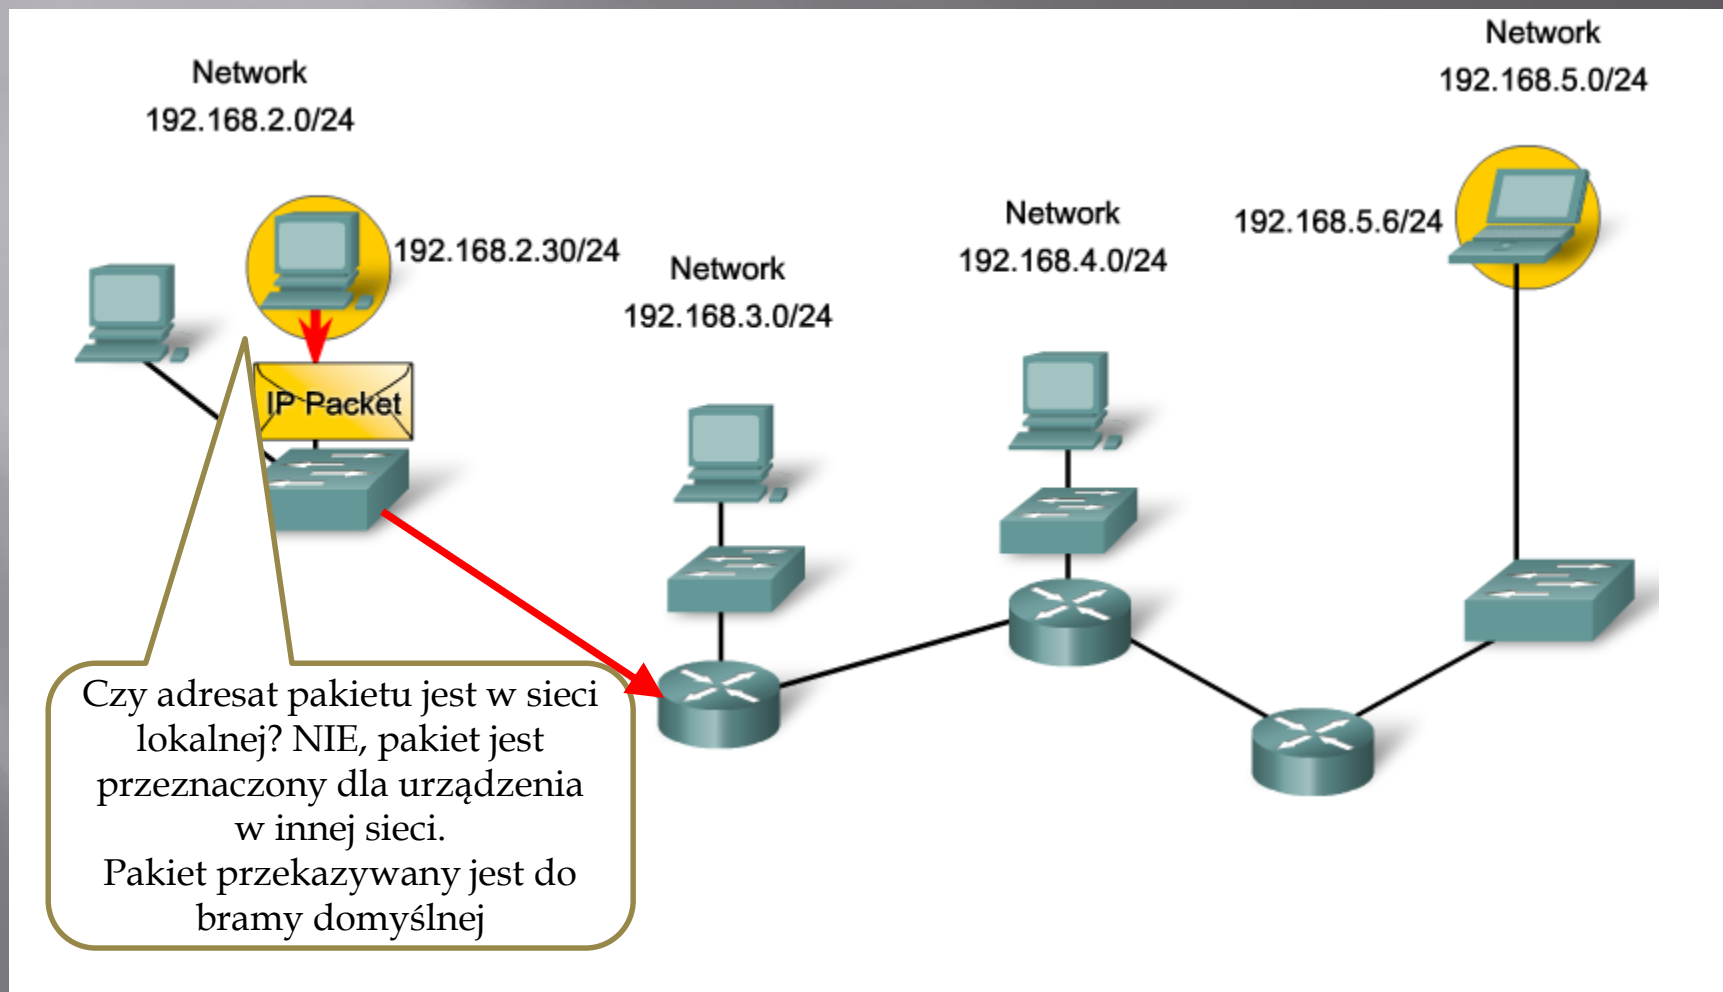 Network
192.168.2.0/24
192.168.2.30/24
IP Packet
Network
192.168.3.0/24
Network
192.168.4.0/24
Network
192.168.5.0/24
192.168.5.6/24
Czy adresat pakietu jest w sieci
lokalnej? NIE, pakiet jest
przeznaczony dla urządzenia
w innej sieci.
Pakiet przekazywany jest do
bramy domyślnej